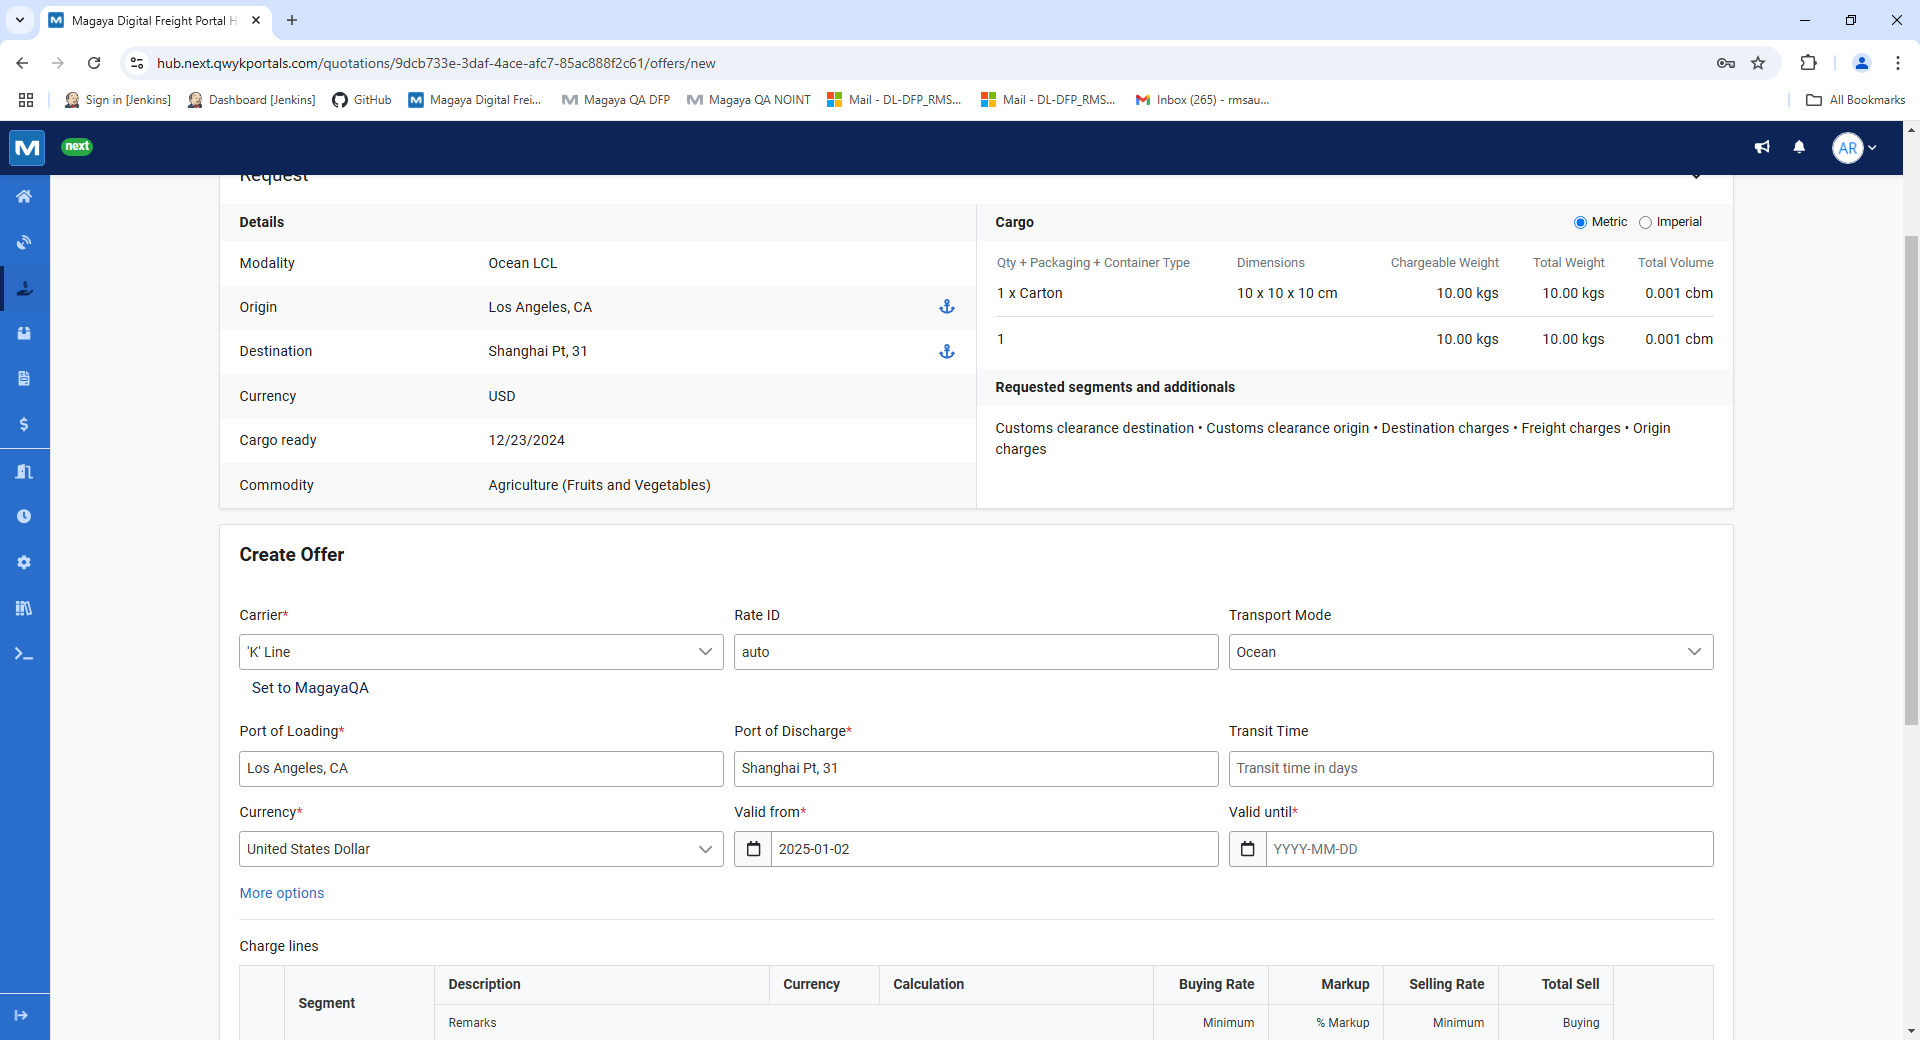 Magaya Digital Freight Portal H
hub.next.qwykportals.com/quotations/9dcb733e-3daf-4ace-afc7-85ac888f2c61/offers/new
Sign in [Jenkins]
Dashboard [Jenkins]
GitHub
Magaya Digital Frei...
Magaya QA DFP
Magaya QA NOINT
Mail - DL-DFP_RMS...
Mail - DL-DFP_RMS...
Inbox (265) - rmsau...
All Bookmarks
M next
AR
Request
Details
Modality Ocean LCL
Origin Los Angeles, CA
Destination Shanghai Pt, 31
Currency USD
Cargo ready 12/23/2024
Commodity Agriculture (Fruits and Vegetables)
Cargo Metric Imperial
Qty + Packaging + Container Type Dimensions Chargeable Weight Total Weight Total Volume
1 x Carton 10 x 10 x 10 cm 10.00 kgs 10.00 kgs 0.001 cbm
1 10.00 kgs 10.00 kgs 0.001 cbm
Requested segments and additionals
Customs clearance destination • Customs clearance origin • Destination charges • Freight charges • Origin
charges
Create Offer
Carrier* Rate ID Transport Mode
'K' Line auto Ocean
Set to MagayaQA
Port of Loading* Port of Discharge* Transit Time
Los Angeles, CA Shanghai Pt, 31 Transit time in days
Currency* Valid from* Valid until*
United States Dollar 2025-01-02 YYYY-MM-DD
More options
Charge lines
Segment Description Currency Calculation Buying Rate Markup Selling Rate Total Sell
Remarks Minimum % Markup Minimum Buying